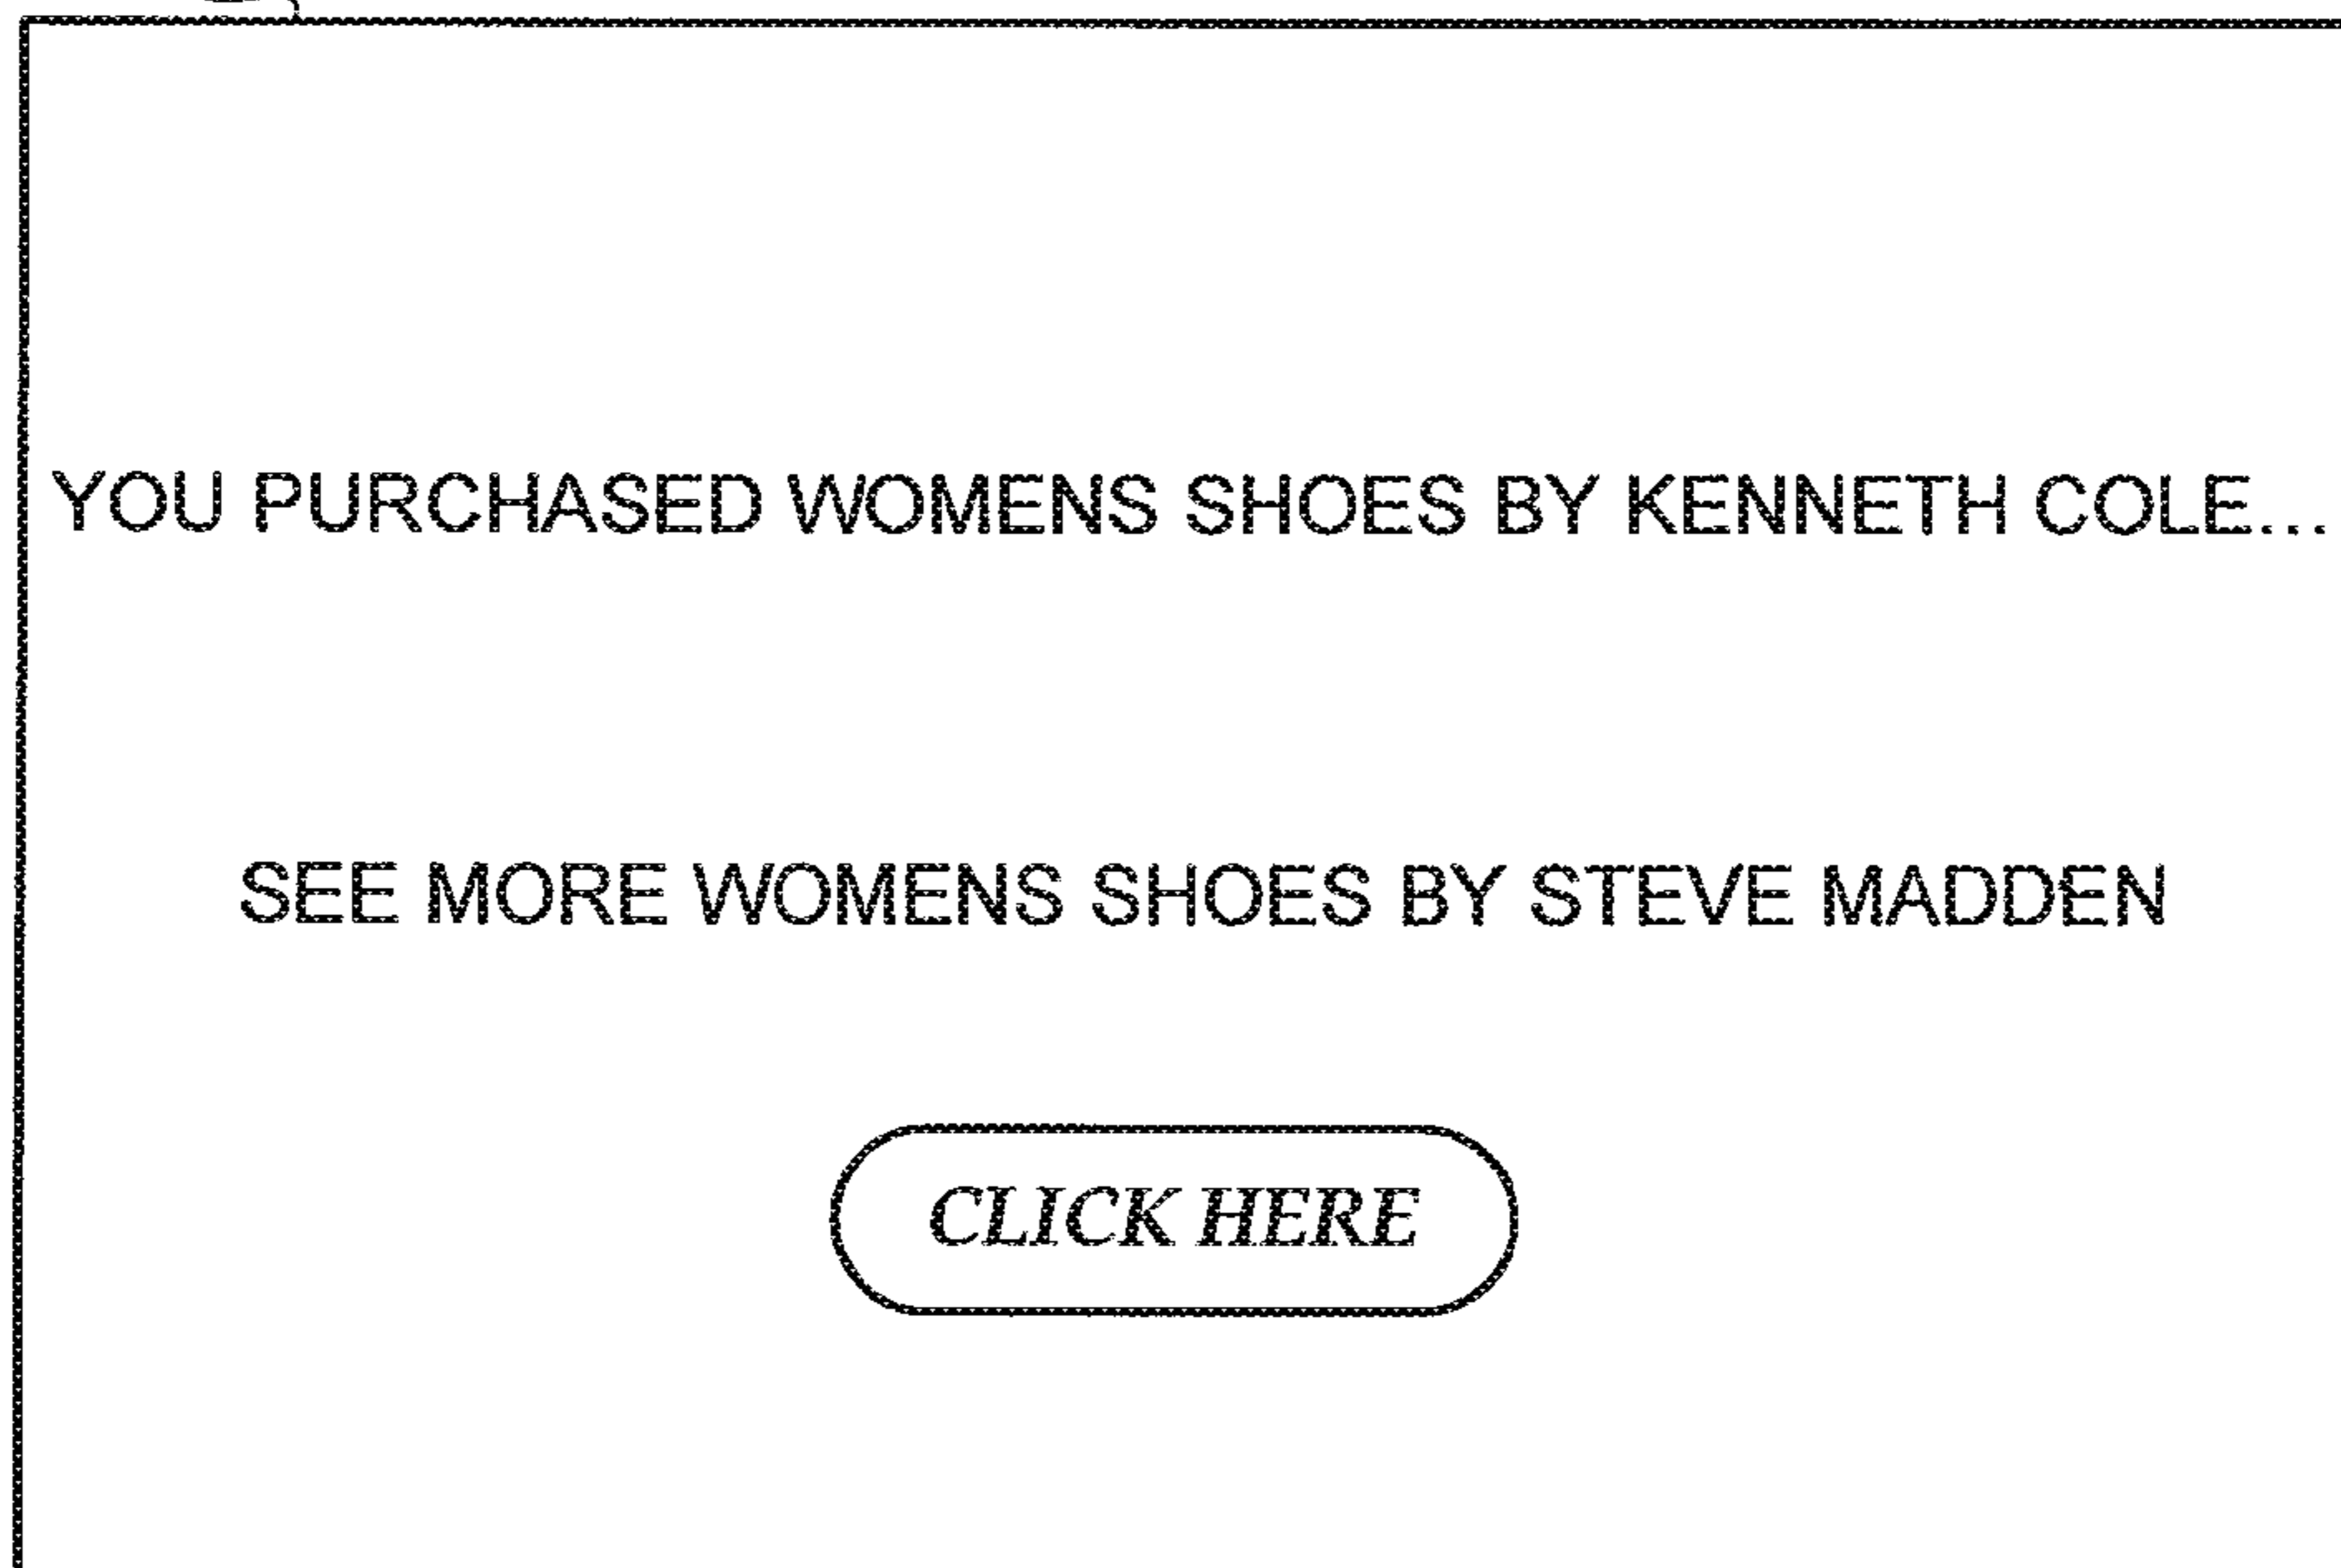 YOU PURCHASED WOMENS SHOES BY KENNETH COLE...
SEE MORE WOMENS SHOES BY STEVE MADDEN
CLICK HERE